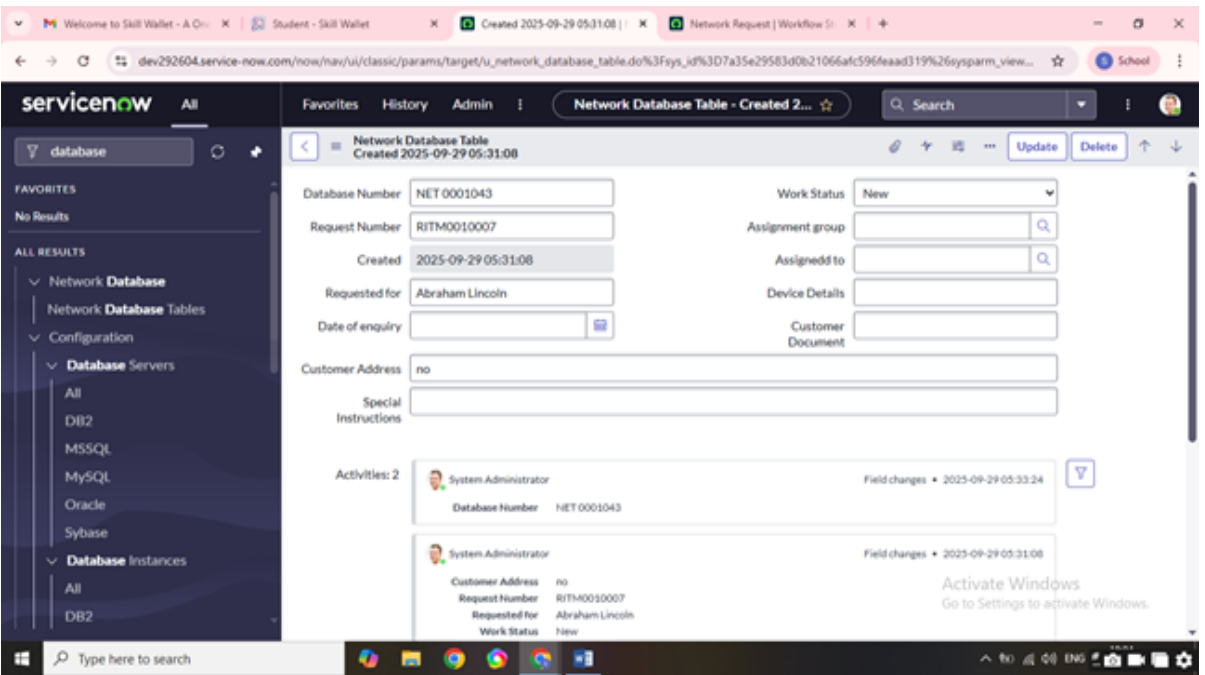 Welcome to Skill Wallet - A On
Student - Skill Wallet
Created 2025-09-29 05:31:08 |
Network Request | Workflow St
dev292604.service-now.com/now/nav/ui/classic/params/target/u_network_database_table.do%3Fsys_id%3D7a35e29583d0b21066afc596feaad319%26sysparm_view...
School
servicenow
All
Favorites
History
Admin
Network Database Table - Created 2...
Search
database
Network Database Table
Created 2025-09-29 05:31:08
Update
Delete
FAVORITES
No Results
ALL RESULTS
Network Database
Network Database Tables
Configuration
Database Servers
All
DB2
MSSQL
MySQL
Oracle
Sybase
Database Instances
All
DB2
Database Number NET 0001043
Request Number RITM0010007
Created 2025-09-29 05:31:08
Requested for Abraham Lincoln
Date of enquiry
Work Status New
Assignment group
Assignedd to
Device Details
Customer
Document
Customer Address no
Special
Instructions
Activities: 2
System Administrator
Field changes • 2025-09-29 05:33:24
Database Number NET 0001043
System Administrator
Field changes • 2025-09-29 05:31:08
Customer Address no
Request Number RITM0010007
Requested for Abraham Lincoln
Work Status New
Activate Windows
Go to Settings to activate Windows.
Type here to search
ENG